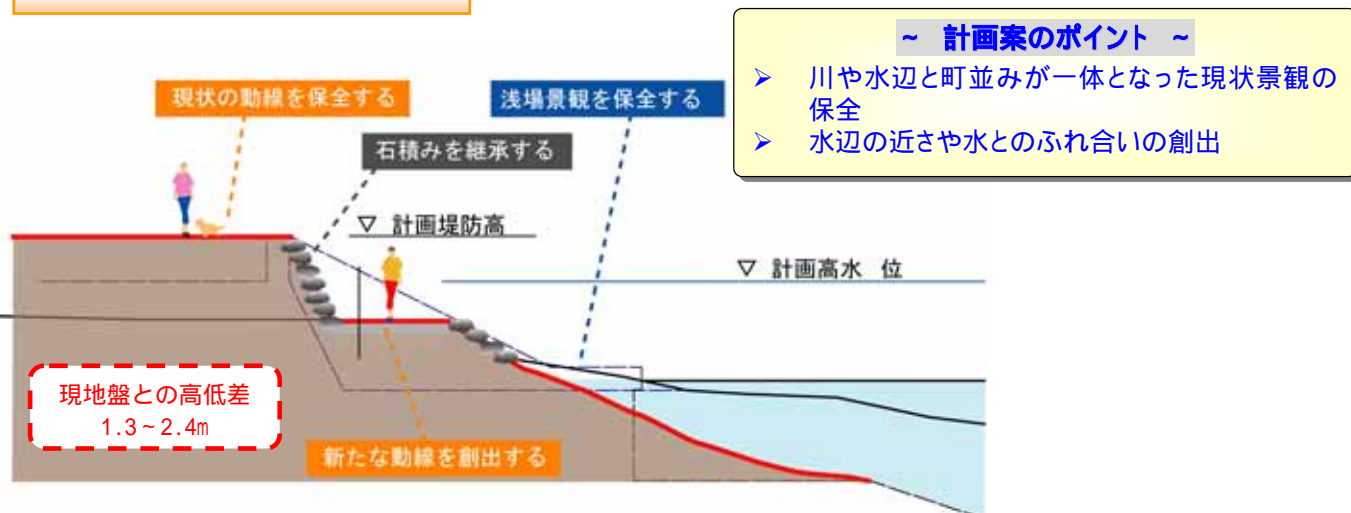 ~ 計画案のポイント ~
➢ 川や水辺と町並みが一体となった現状景観の
保全
➢ 水辺の近さや水とのふれ合いの創出
現状の動線を保全する
浅場景観を保全する
石積みを継承する
▽ 計画堤防高
▽ 計画高水 位
現地盤との高低差
1.3~2.4m
新たな動線を創出する